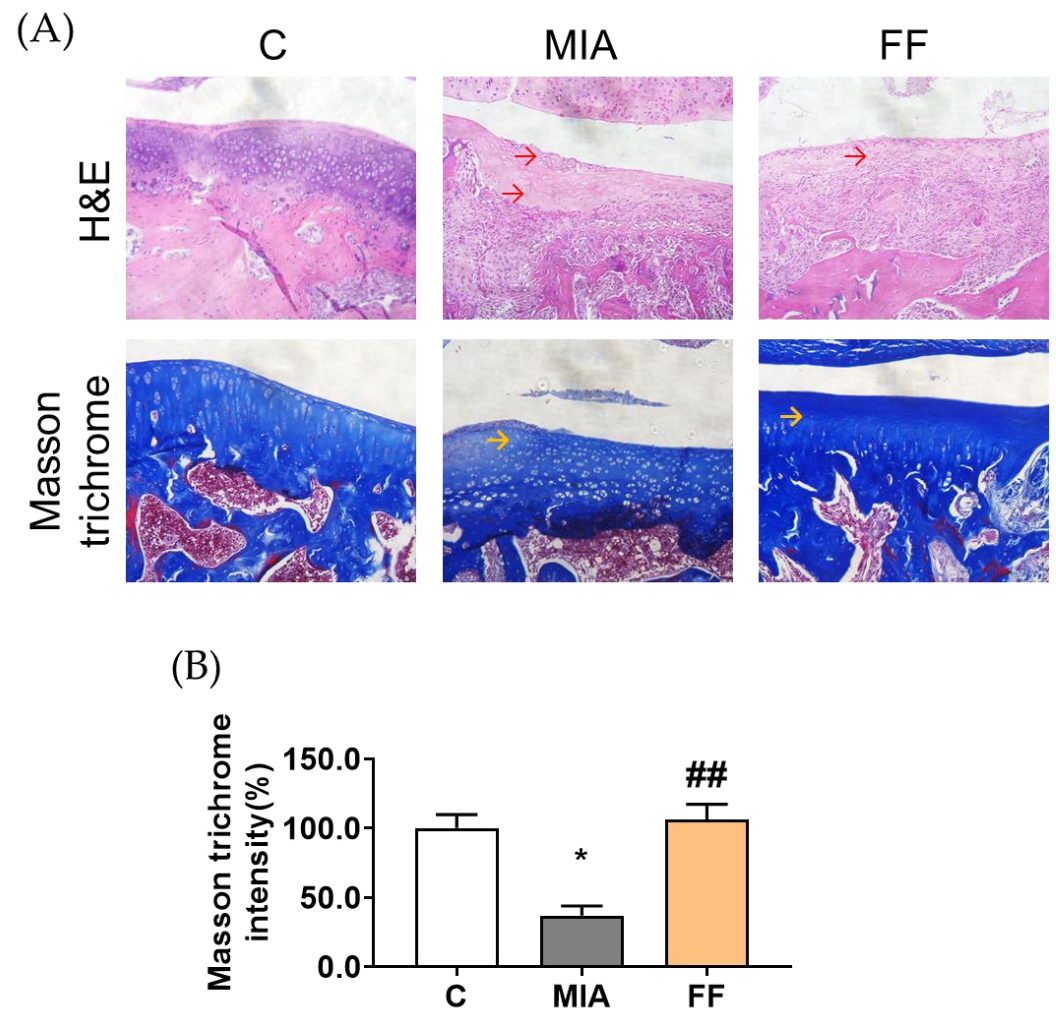 (A)
C MIA FF
H&E
Masson
trichrome
(B)
Masson trichrome
intensity(%)
150.0
100.0
50.0
0.0
*
##
C MIA FF